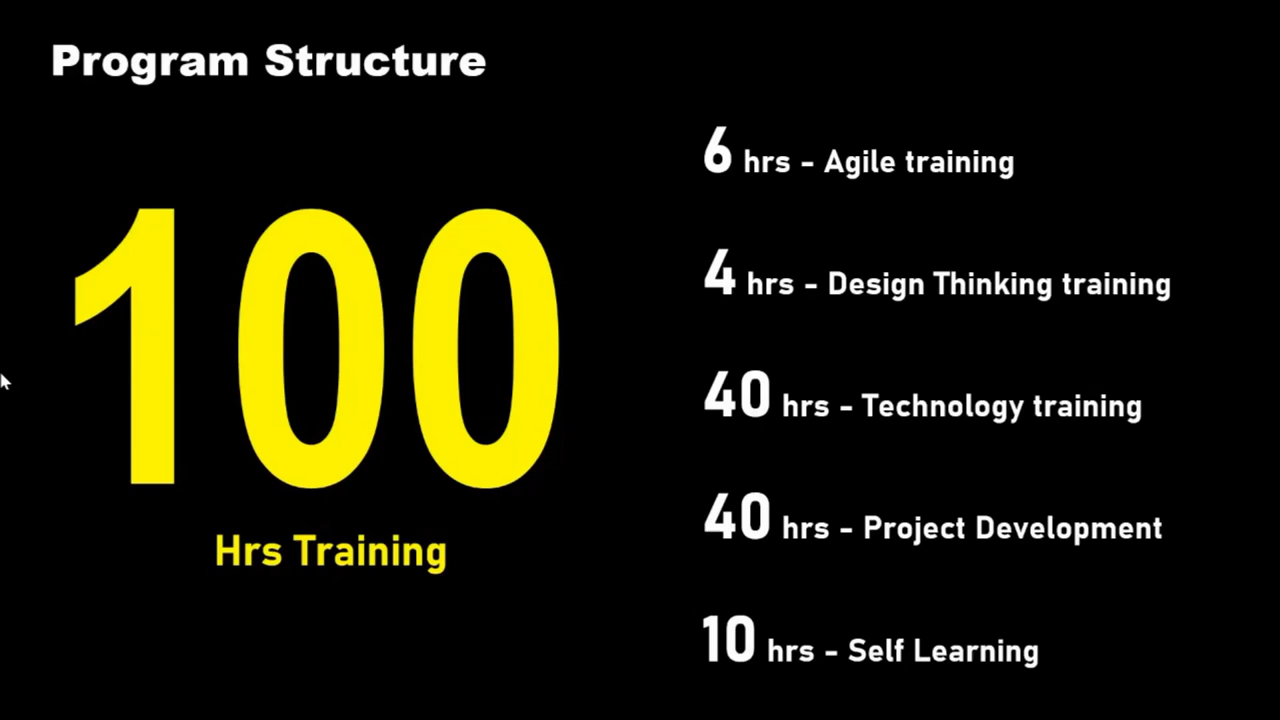 Program Structure
100
Hrs Training
6 hrs - Agile training
4 hrs - Design Thinking training
40 hrs - Technology training
40 hrs - Project Development
10 hrs - Self Learning